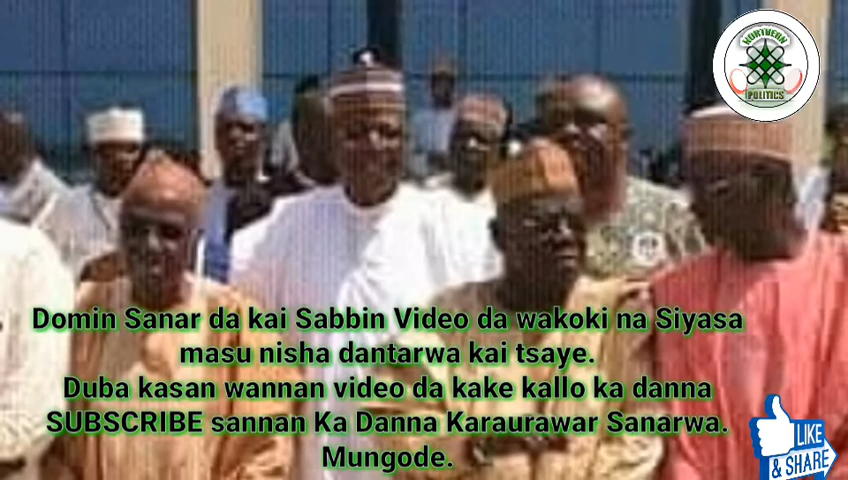 NORTHERN
POLITICS
Domin Sanar da kai Sabbin Video da wakoki na Siyasa
masu nisha dantarwa kai tsaye.
Duba kasan wannan video da kake kallo ka danna
SUBSCRIBE sannan Ka Danna Karaurawar Sanarwa.
Mungode.
LIKE
& SHARE